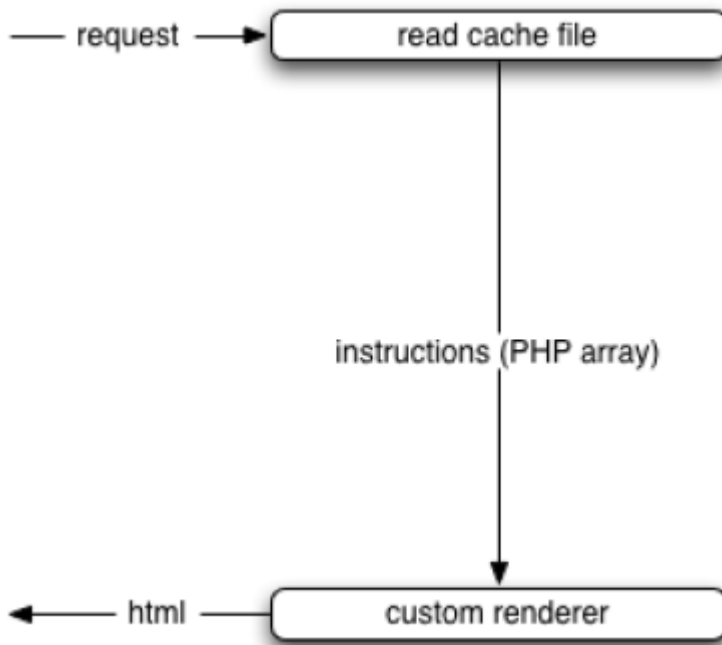 request
read cache file
instructions (PHP array)
html
custom renderer